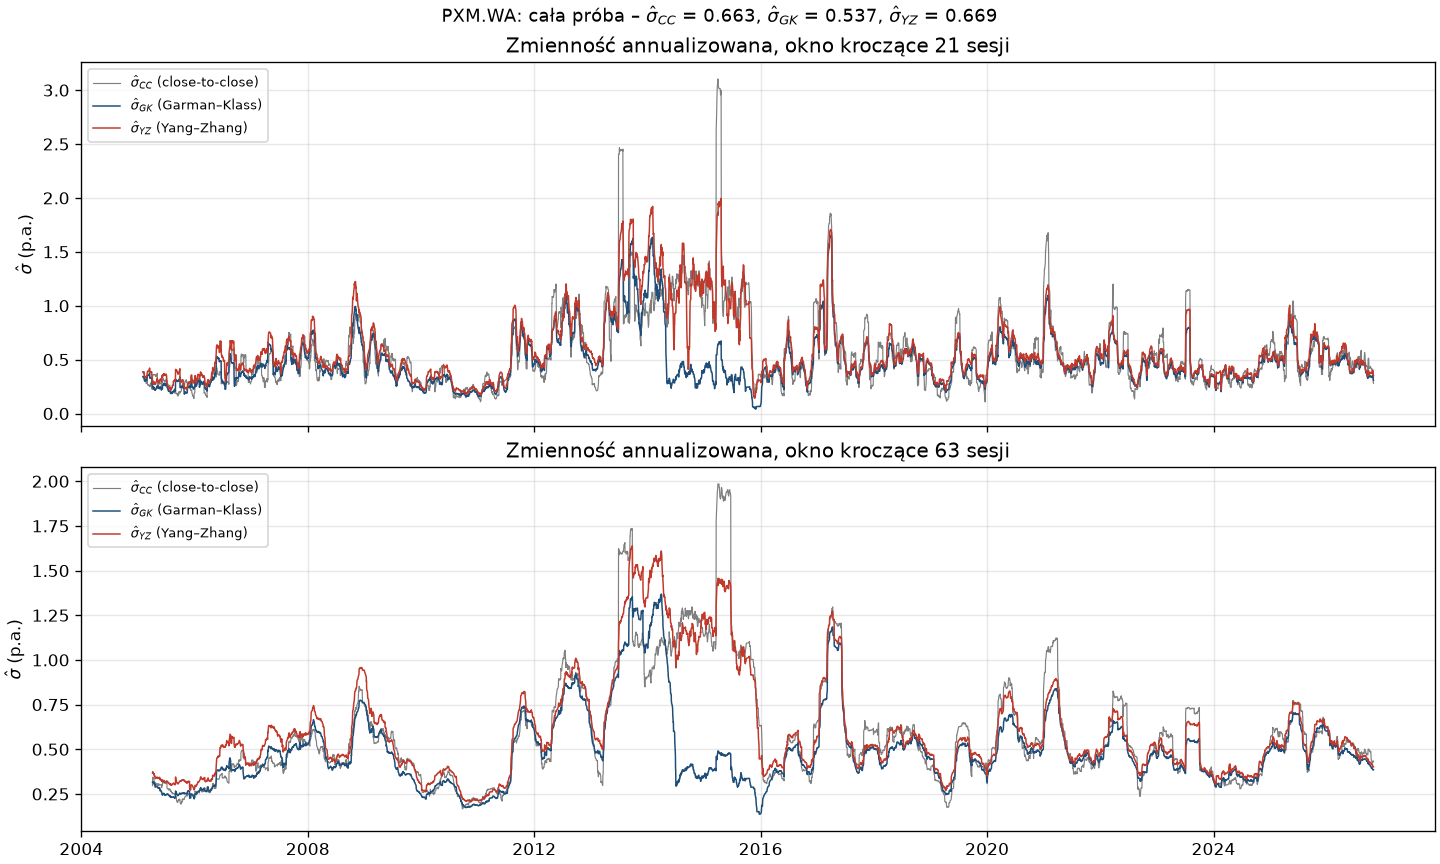 PXM.WA: cała próba – σ̂CC = 0.663, σ̂GK = 0.537, σ̂YZ = 0.669
Zmienność annualizowana, okno kroczące 21 sesji
σ̂CC (close-to-close)
σ̂GK (Garman–Klass)
σ̂YZ (Yang–Zhang)
σ̂ (p.a.)
3.0
2.5
2.0
1.5
1.0
0.5
0.0
Zmienność annualizowana, okno kroczące 63 sesji
σ̂CC (close-to-close)
σ̂GK (Garman–Klass)
σ̂YZ (Yang–Zhang)
σ̂ (p.a.)
2.00
1.75
1.50
1.25
1.00
0.75
0.50
0.25
2004 2008 2012 2016 2020 2024